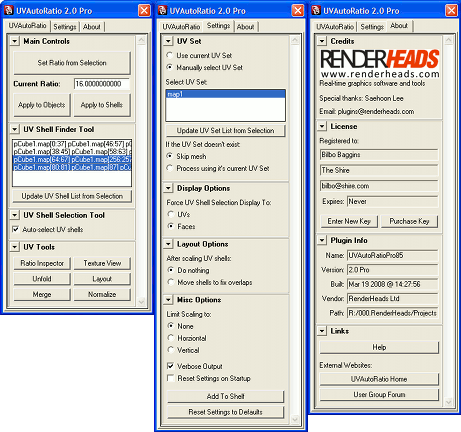 UVAutoRatio 2.0 Pro
UVAutoRatio Settings About
Main Controls
Set Ratio from Selection
Current Ratio: 16.0000000000
Apply to Objects Apply to Shells
UV Shell Finder Tool
pCube1.map[0:37] pCube1.map[46:57] pC
pCube1.map[38:45] pCube1.map[58:63] p
pCube1.map[64:67] pCube1.map[256:257
pCube1.map[80:81] pCube1.map[87] pCu
Update UV Shell List from Selection
UV Shell Selection Tool
Auto-select UV shells
UV Tools
Ratio Inspector Texture View
Unfold Layout
Merge Normalize
UVAutoRatio 2.0 Pro
UVAutoRatio Settings About
UV Set
Use current UV Set
Manually select UV Set
Select UV Set:
map1
Update UV Set List from Selection
If the UV Set doesn't exist:
Skip mesh
Process using it's current UV Set
Display Options
Force UV Shell Selection Display To:
UVs
Faces
Layout Options
After scaling UV shells:
Do nothing
Move shells to fix overlaps
Misc Options
Limit Scaling to:
None
Horziontal
Vertical
Verbose Output
Reset Settings on Startup
Add To Shelf
Reset Settings to Defaults
UVAutoRatio 2.0 Pro
UVAutoRatio Settings About
Credits
RENDERHEADS
www.renderheads.com
Real-time graphics software and tools
Special thanks: Saehoon Lee
Email: plugins@renderheads.com
License
Registered to:
Bilbo Baggins
The Shire
bilbo@shire.com
Expires: Never
Enter New Key Purchase Key
Plugin Info
Name: UVAutoRatioPro85
Version: 2.0 Pro
Built: Mar 19 2008 @ 14:27:56
Vendor: RenderHeads Ltd
Path: R:/000.RenderHeads/Projects
Links
Help
External Websites:
UVAutoRatio Home
User Group Forum